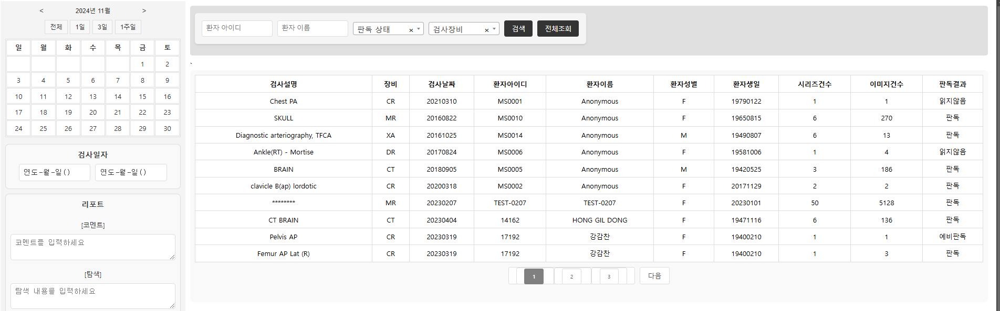 < 2024년 11월 >
전체 1일 3일 1주일
일 월 화 수 목 금 토
1 2
3 4 5 6 7 8 9
10 11 12 13 14 15 16
17 18 19 20 21 22 23
24 25 26 27 28 29 30
검사일자
연도-월-일() 연도-월-일()
리포트
[코멘트]
코멘트를 입력하세요
[탐색]
탐색 내용을 입력하세요
환자 아이디 환자 이름 판독 상태 × 검사장비 × 검색 전체조회
`
검사설명 장비 검사날짜 환자아이디 환자이름 환자성별 환자생일 시리즈건수 이미지건수 판독결과
Chest PA CR 20210310 MS0001 Anonymous F 19790122 1 1 읽지않음
SKULL MR 20160822 MS0010 Anonymous F 19650815 6 270 판독
Diagnostic arteriography, TFCA XA 20161025 MS0014 Anonymous M 19490807 6 13 판독
Ankle(RT) - Mortise DR 20170824 MS0006 Anonymous F 19581006 1 4 읽지않음
BRAIN CT 20180905 MS0005 Anonymous M 19420525 3 186 판독
clavicle B(ap) lordotic CR 20200318 MS0002 Anonymous F 20171129 2 2 판독
******** MR 20230207 TEST-0207 TEST-0207 F 20230101 50 5128 판독
CT BRAIN CT 20230404 14162 HONG GIL DONG F 19471116 6 136 판독
Pelvis AP CR 20230319 17192 강감찬 F 19400210 1 1 예비판독
Femur AP Lat (R) CR 20230319 17192 강감찬 F 19400210 1 3 판독
1 2 3 다음